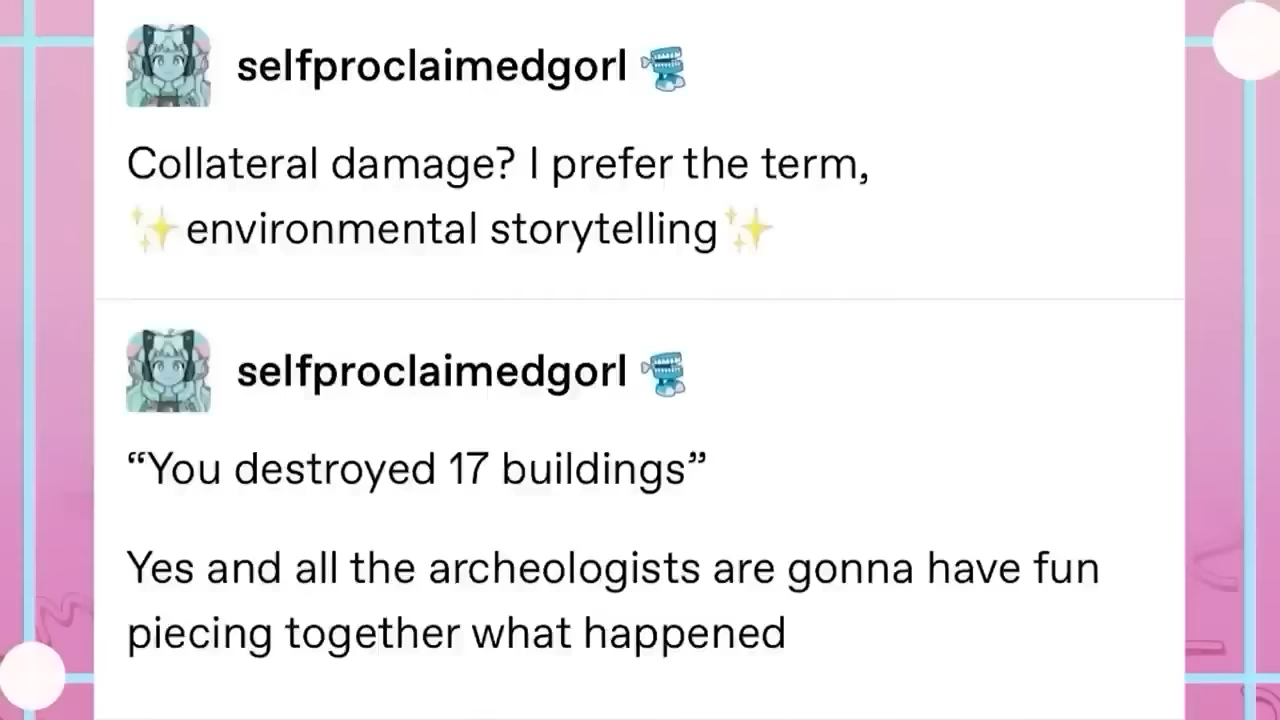 selfproclaimedgorl
Collateral damage? I prefer the term,
✨environmental storytelling✨
selfproclaimedgorl
“You destroyed 17 buildings”
Yes and all the archeologists are gonna have fun
piecing together what happened